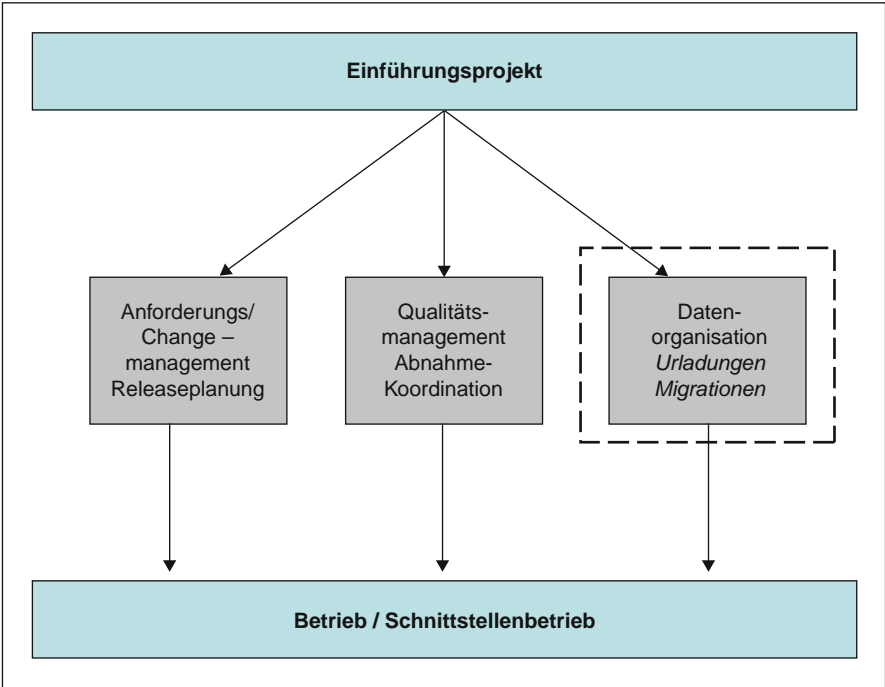 Einführungsprojekt
Anforderungs/
Change –
management
Releaseplanung
Qualitäts-
management
Abnahme-
Koordination
Daten-
organisation
Urladungen
Migrationen
Betrieb / Schnittstellenbetrieb